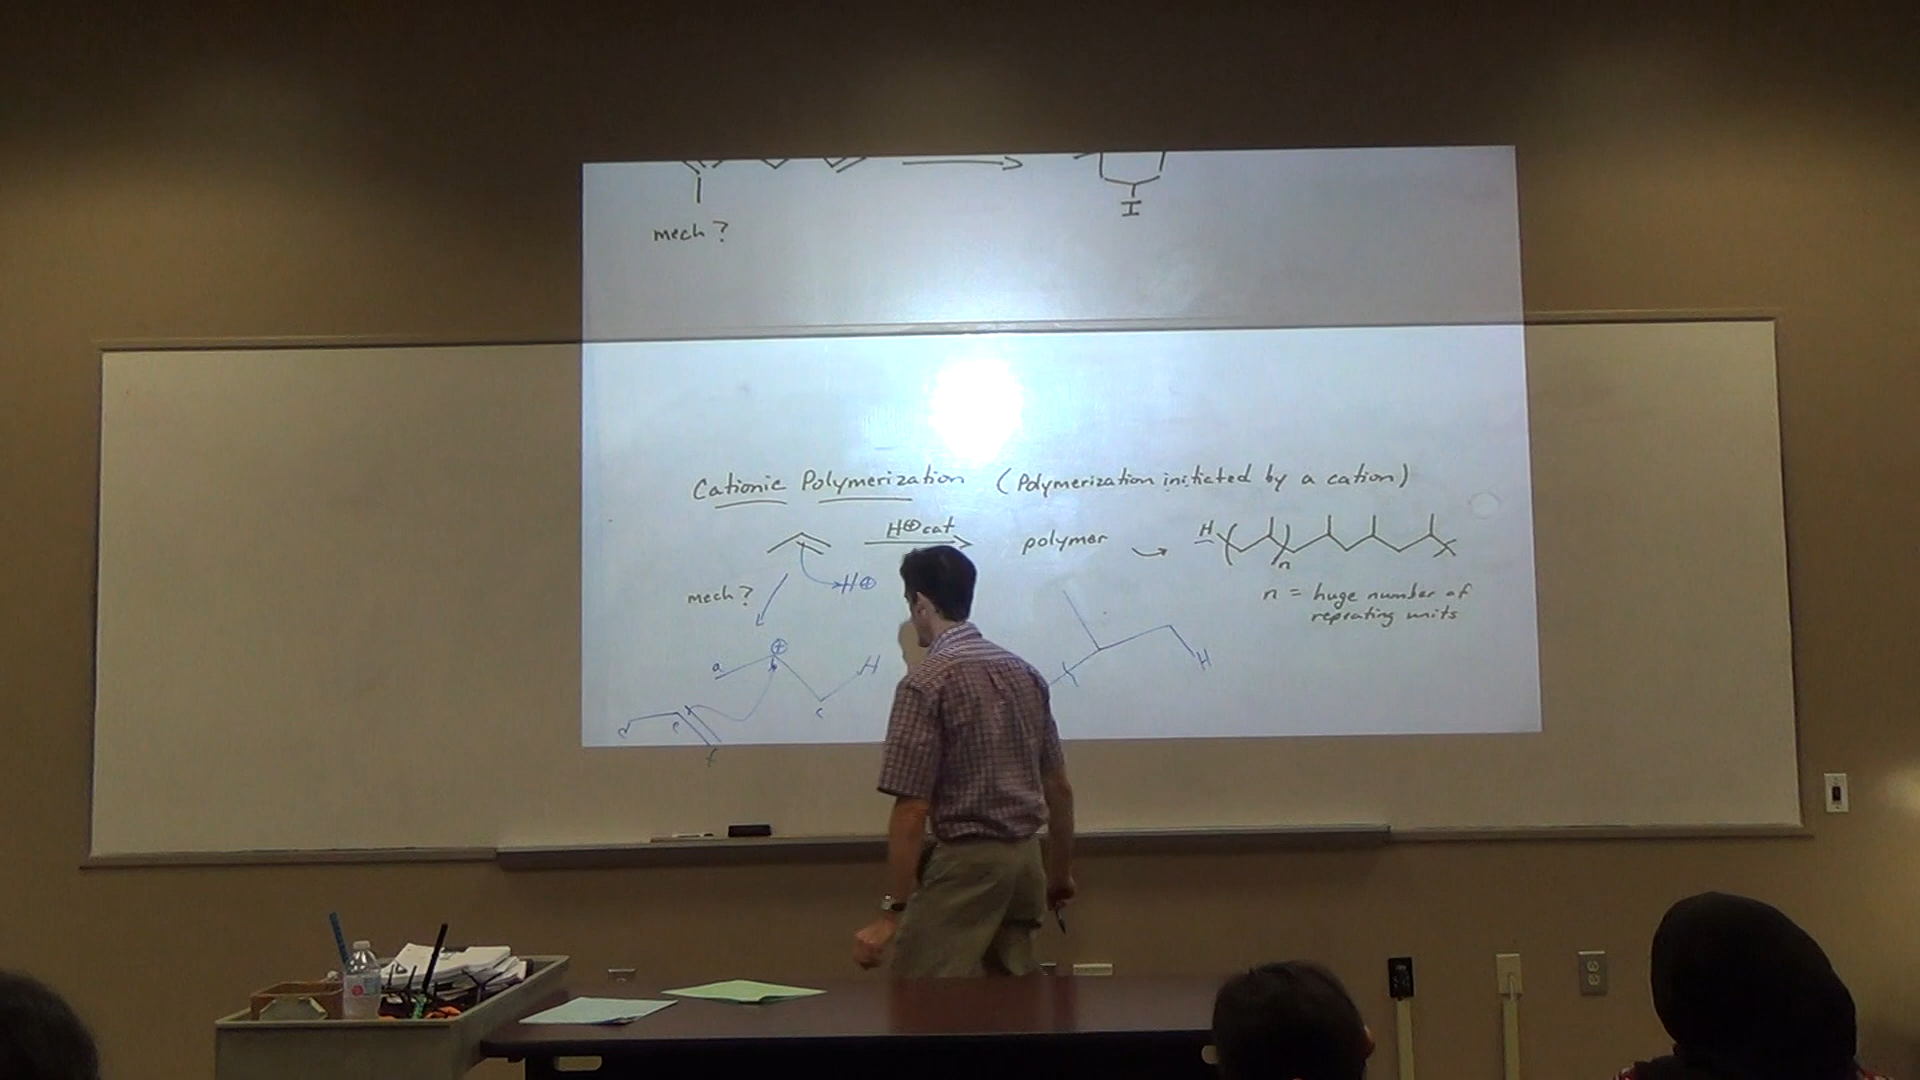 I
mech ?
Cationic Polymerization (Polymerization initiated by a cation)
H⊕cat
polymer
H ( )n
H⊕
mech ?
n = huge number of
repeating units
⊕
a
H
c
H
d
e
f